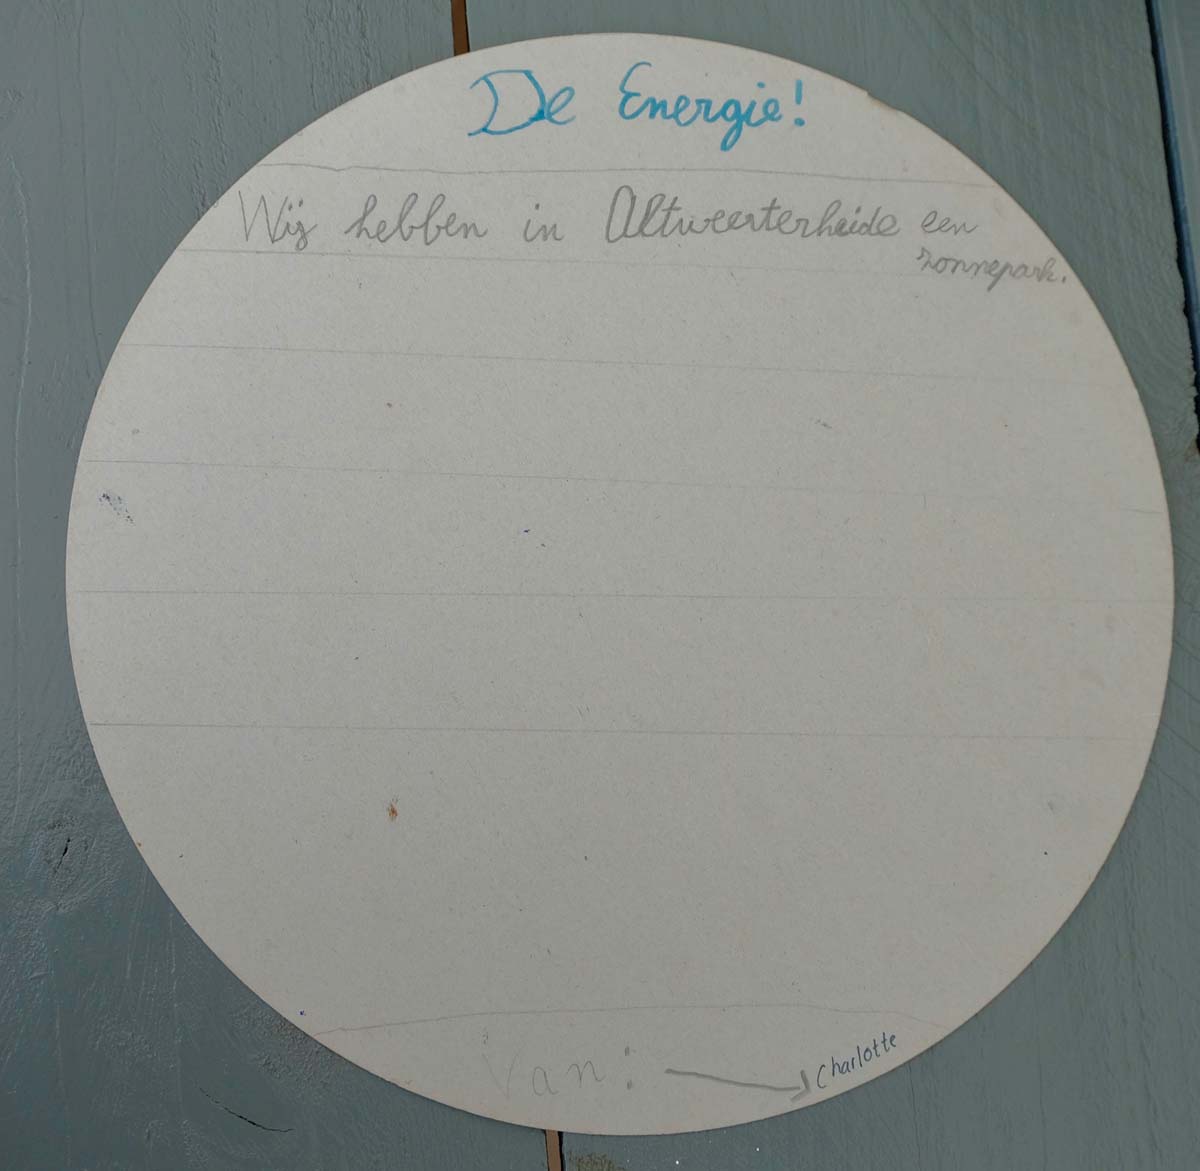 De Energie!
Wij hebben in Altweerterheide een
zonnepark.
Van: Charlotte